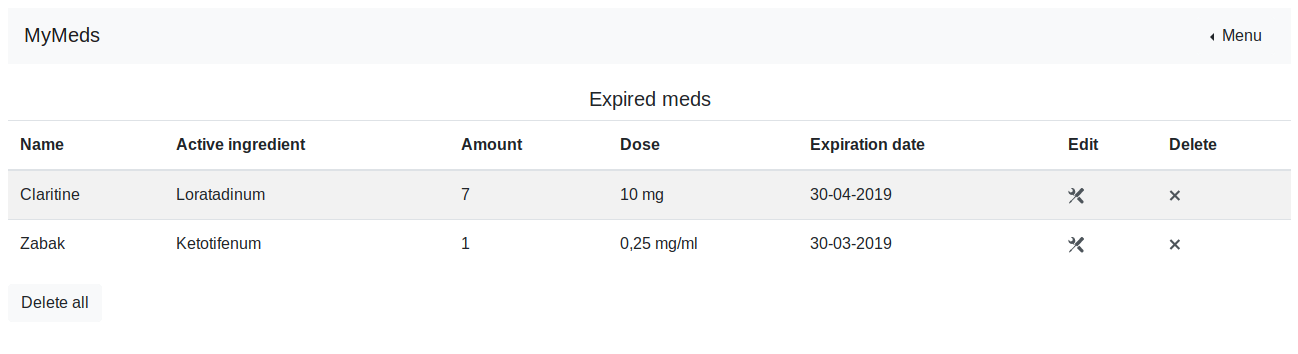 MyMeds Menu
Expired meds
Name Active ingredient Amount Dose Expiration date Edit Delete
Claritine Loratadinum 7 10 mg 30-04-2019
Zabak Ketotifenum 1 0,25 mg/ml 30-03-2019
Delete all